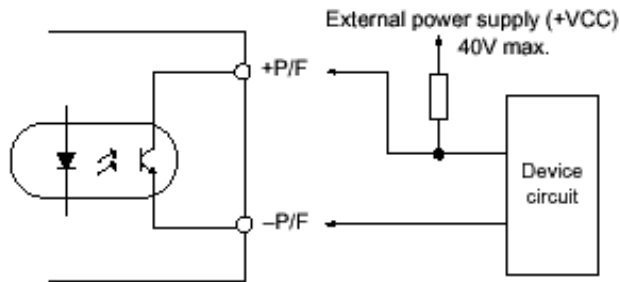 External power supply (+VCC)
40V max.
+P/F
Device
circuit
–P/F